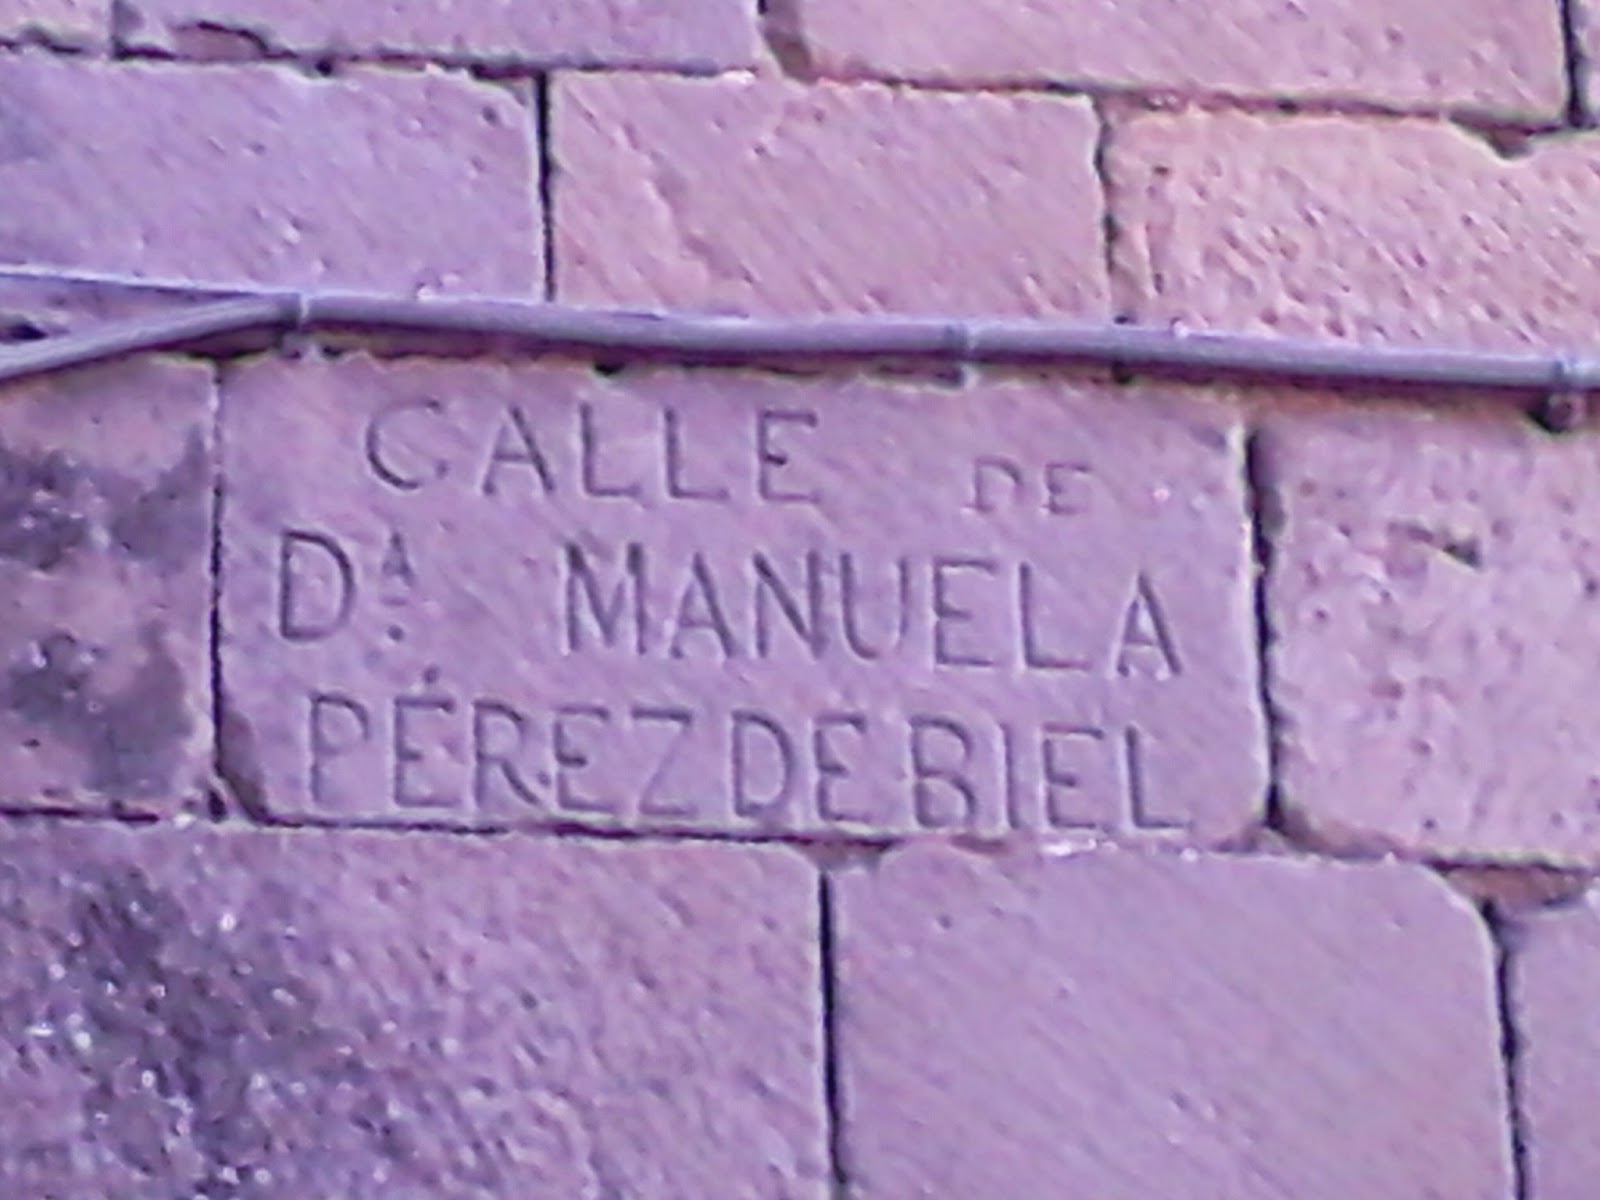 CALLE DE
Dª. MANUELA
PÉREZ DE BIEL